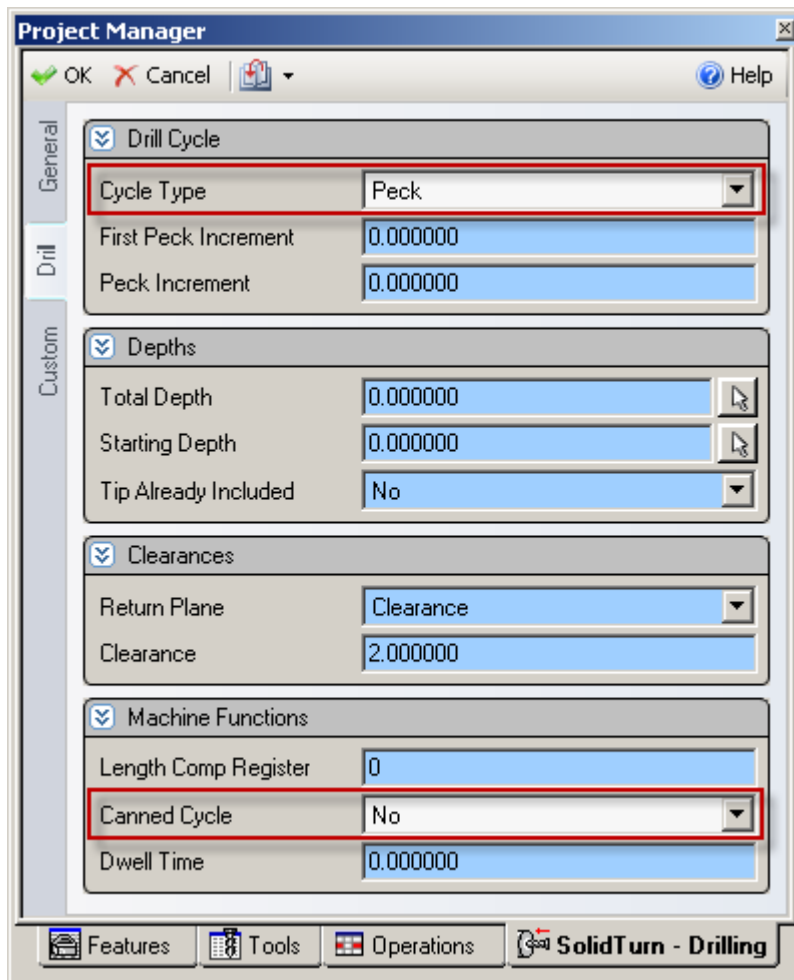 Project Manager
OK Cancel Help
General
Drill
Custom
Drill Cycle
Cycle Type Peck
First Peck Increment 0.000000
Peck Increment 0.000000
Depths
Total Depth 0.000000
Starting Depth 0.000000
Tip Already Included No
Clearances
Return Plane Clearance
Clearance 2.000000
Machine Functions
Length Comp Register 0
Canned Cycle No
Dwell Time 0.000000
Features Tools Operations SolidTurn - Drilling